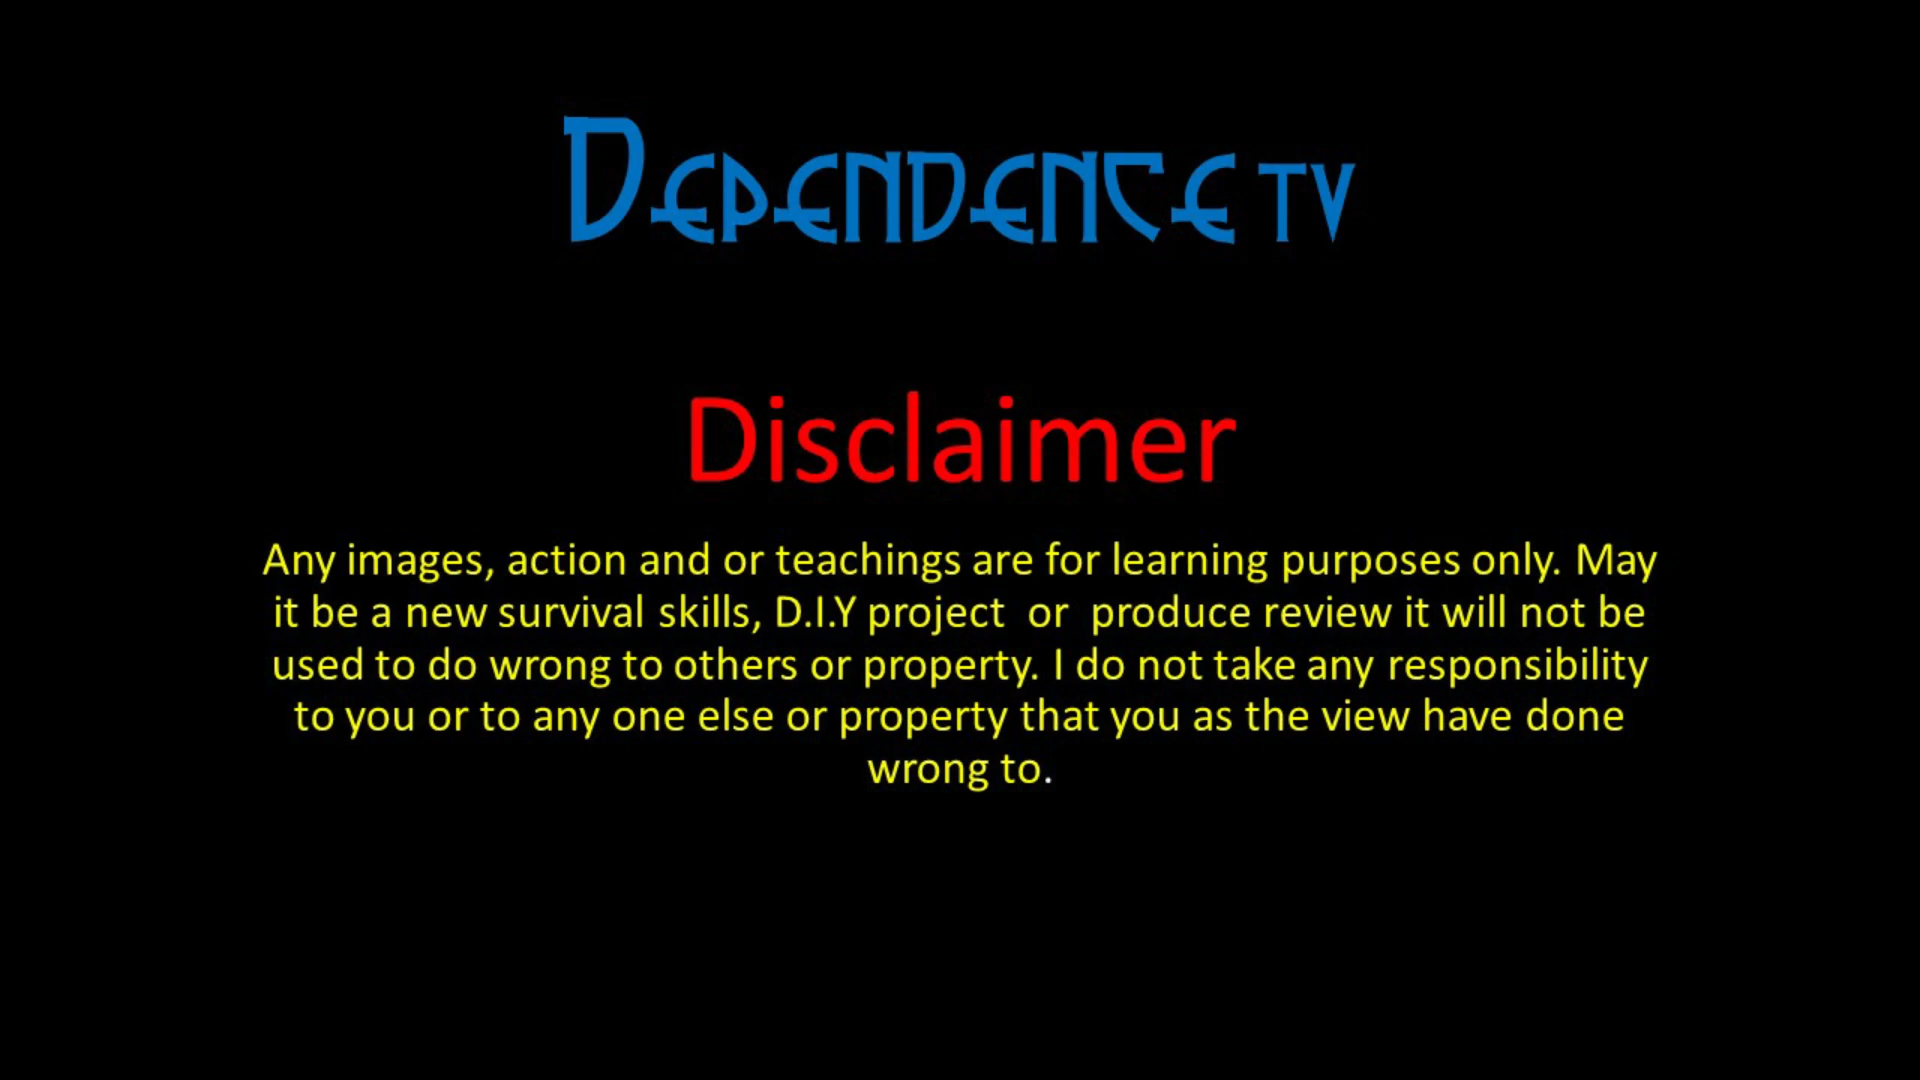 Dependence TV
Disclaimer
Any images, action and or teachings are for learning purposes only. May
it be a new survival skills, D.I.Y project  or  produce review it will not be
used to do wrong to others or property. I do not take any responsibility
to you or to any one else or property that you as the view have done
wrong to.